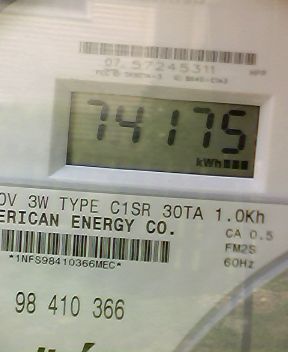 07 57245311
74175
kWh
0V 3W TYPE C1SR 30TA 1.0Kh
ERICAN ENERGY CO.
CA 0.5
FM2S
*1NFS98410366MEC*
60Hz
98 410 366